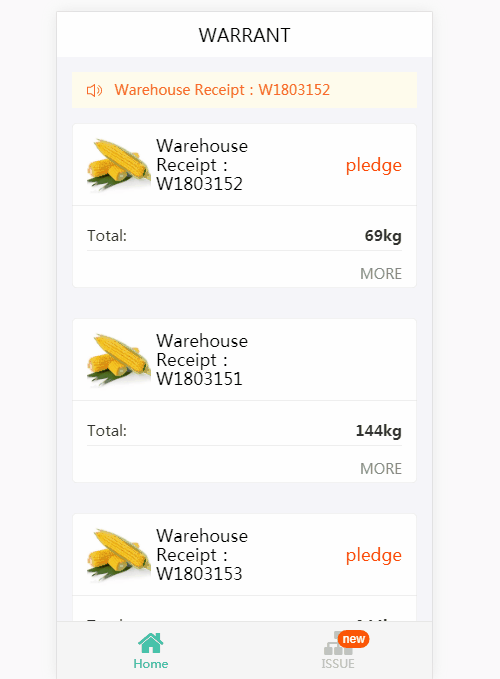 WARRANT
Warehouse Receipt：W1803152
Warehouse
Receipt：
W1803152
pledge
Total:
69kg
MORE
Warehouse
Receipt：
W1803151
Total:
144kg
MORE
Warehouse
Receipt：
W1803153
pledge
new
Home
ISSUE